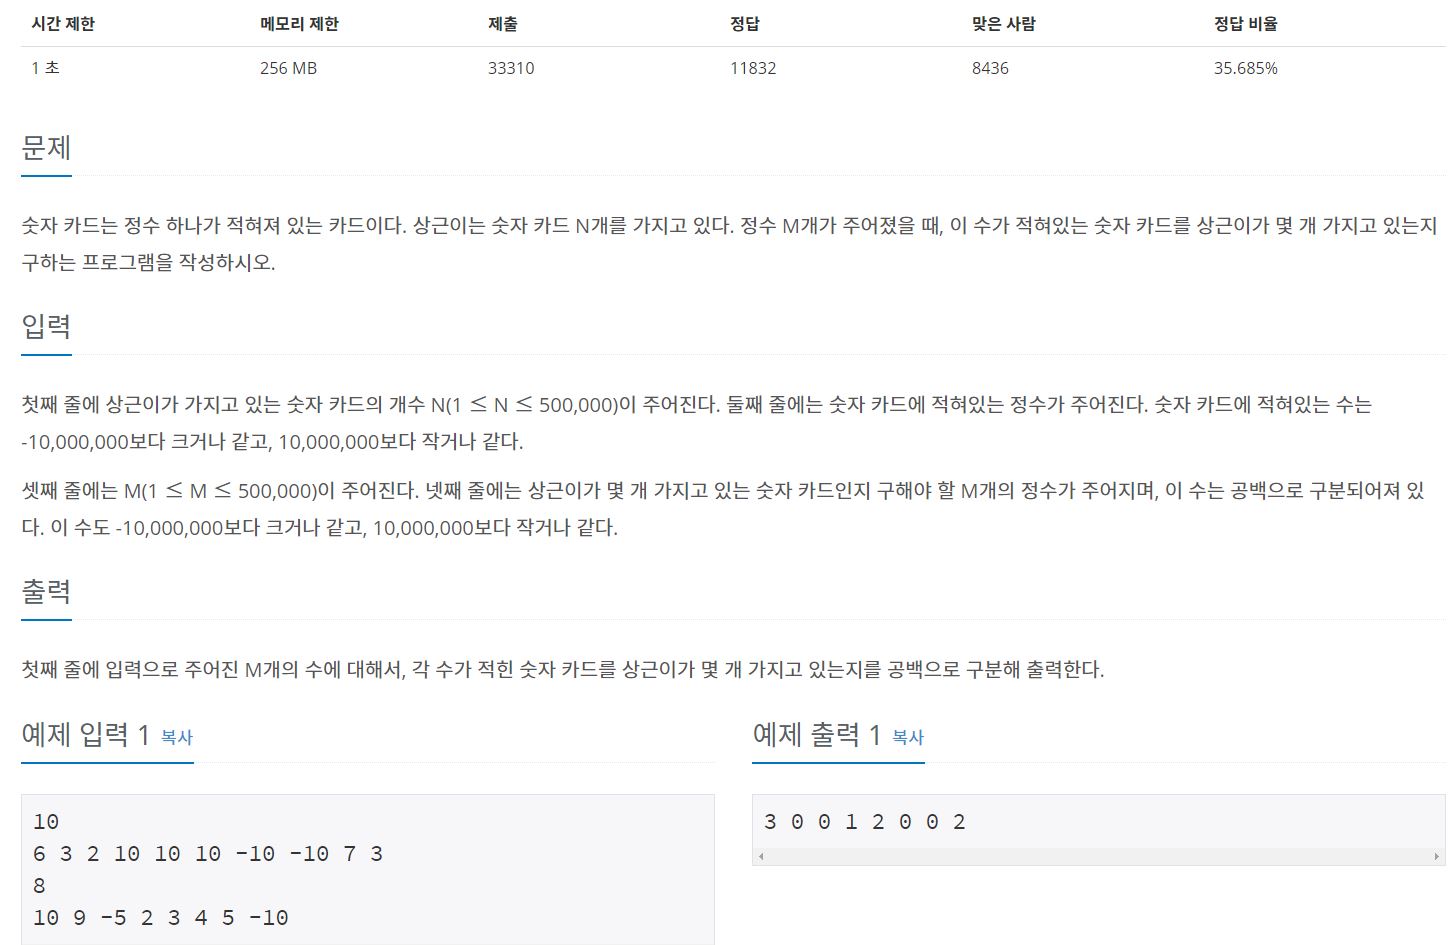 시간 제한 메모리 제한 제출 정답 맞은 사람 정답 비율
1 초 256 MB 33310 11832 8436 35.685%
문제
숫자 카드는 정수 하나가 적혀져 있는 카드이다. 상근이는 숫자 카드 N개를 가지고 있다. 정수 M개가 주어졌을 때, 이 수가 적혀있는 숫자 카드를 상근이가 몇 개 가지고 있는지
구하는 프로그램을 작성하시오.
입력
첫째 줄에 상근이가 가지고 있는 숫자 카드의 개수 N(1 ≤ N ≤ 500,000)이 주어진다. 둘째 줄에는 숫자 카드에 적혀있는 정수가 주어진다. 숫자 카드에 적혀있는 수는
-10,000,000보다 크거나 같고, 10,000,000보다 작거나 같다.
셋째 줄에는 M(1 ≤ M ≤ 500,000)이 주어진다. 넷째 줄에는 상근이가 몇 개 가지고 있는 숫자 카드인지 구해야 할 M개의 정수가 주어지며, 이 수는 공백으로 구분되어져 있
다. 이 수도 -10,000,000보다 크거나 같고, 10,000,000보다 작거나 같다.
출력
첫째 줄에 입력으로 주어진 M개의 수에 대해서, 각 수가 적힌 숫자 카드를 상근이가 몇 개 가지고 있는지를 공백으로 구분해 출력한다.
예제 입력 1 복사
10
6 3 2 10 10 10 -10 -10 7 3
8
10 9 -5 2 3 4 5 -10
예제 출력 1 복사
3 0 0 1 2 0 0 2